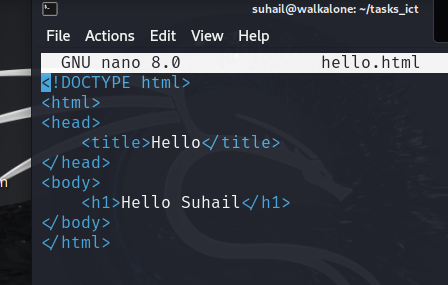 suhail@walkalone: ~/tasks_ict
File Actions Edit View Help
GNU nano 8.0 hello.html
<!DOCTYPE html>
<html>
<head>
    <title>Hello</title>
</head>
<body>
    <h1>Hello Suhail</h1>
</body>
</html>